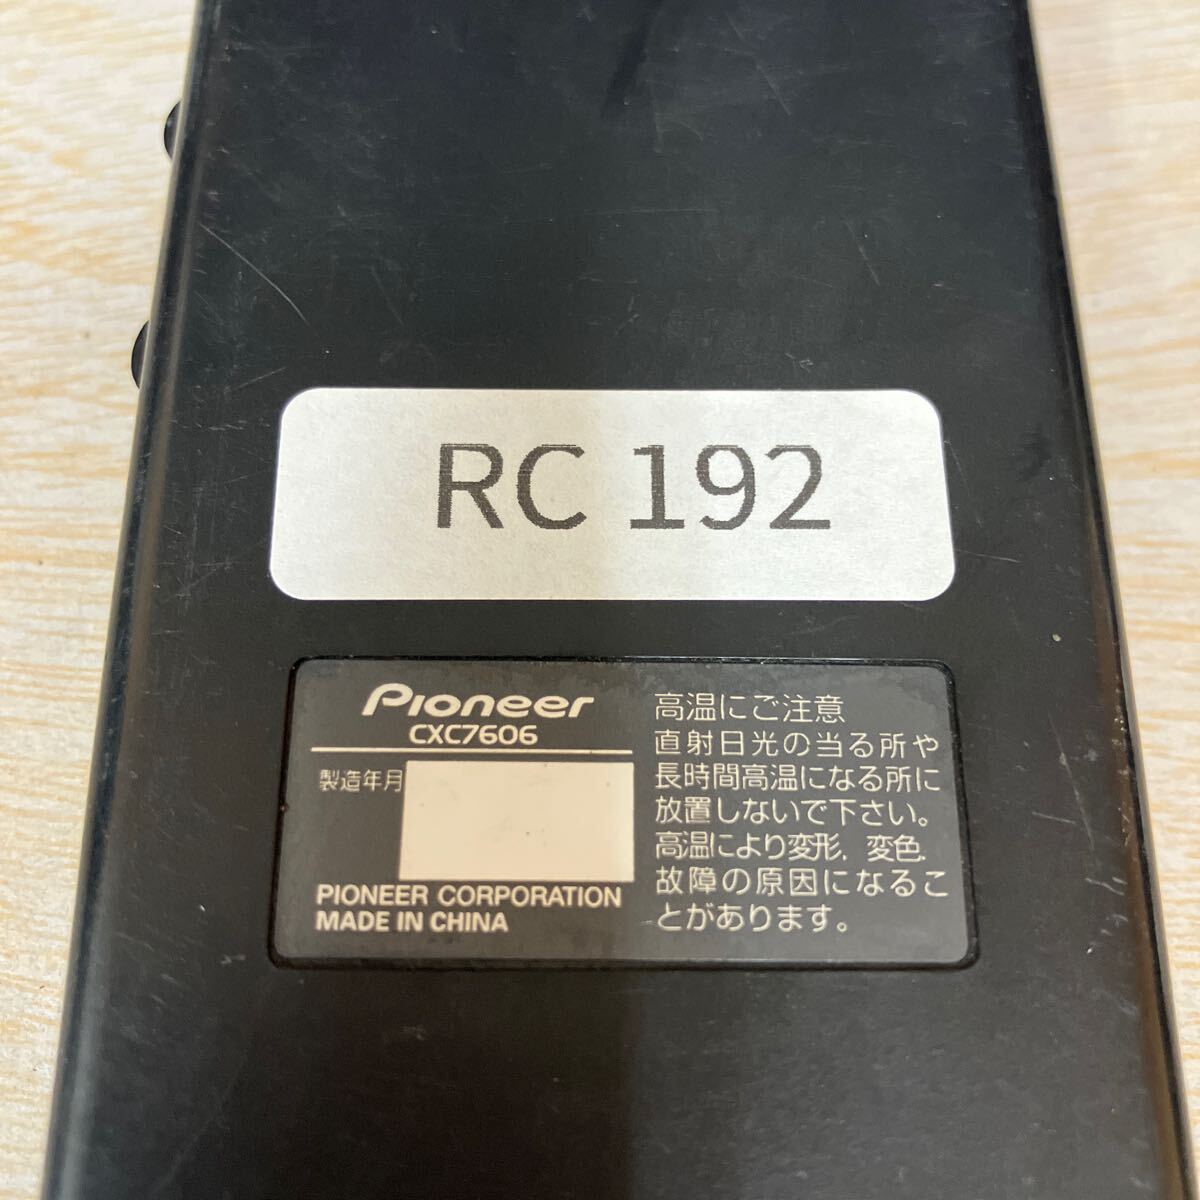 RC 192
Pioneer
CXC7606
製造年月
PIONEER CORPORATION
MADE IN CHINA
高温にご注意
直射日光の当る所や
長時間高温になる所に
放置しないで下さい。
高温により変形、変色、
故障の原因になるこ
とがあります。